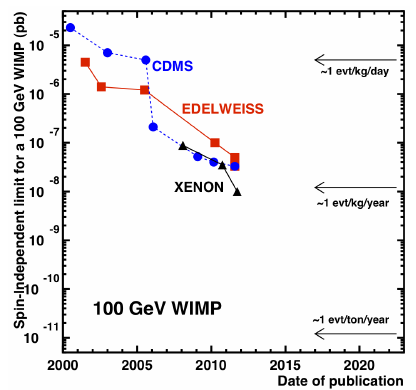 Spin-Independent limit for a 100 GeV WIMP (pb)
10 -5
10 -6
10 -7
10 -8
10 -9
10 -10
10 -11
CDMS
EDELWEISS
XENON
~1 evt/kg/day
~1 evt/kg/year
~1 evt/ton/year
100 GeV WIMP
2000 2005 2010 2015 2020
Date of publication